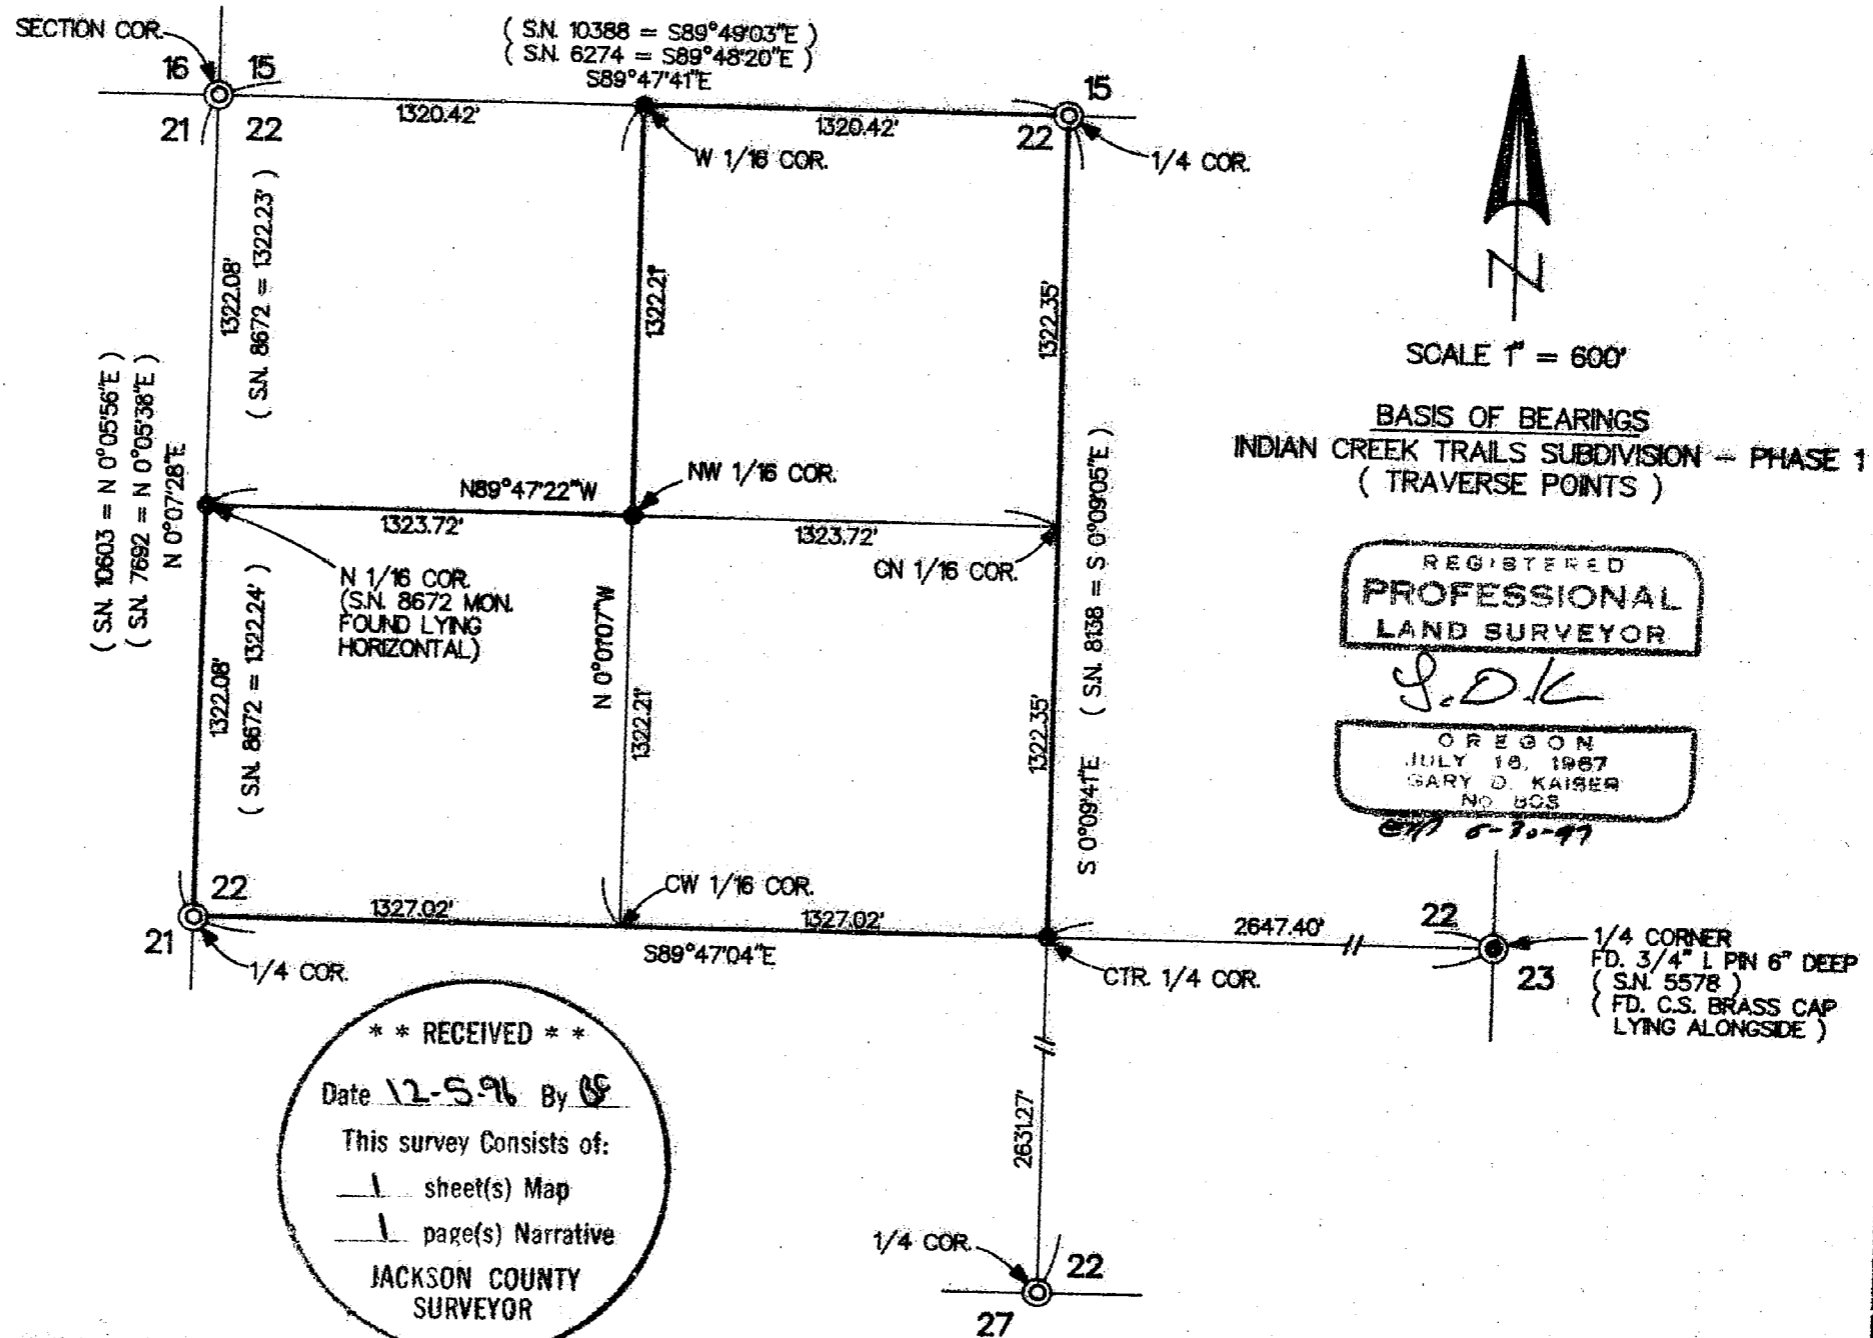 SECTION COR.
16 15
21 22
( S.N. 10388 = S89°49'03"E )
( S.N. 6274 = S89°48'20"E )
S89°47'41"E
1320.42'
1320.42'
15
22
W 1/16 COR.
1/4 COR.
1322.08'
( S.N. 8672 = 1322.23' )
1322.21'
1322.35'
N
SCALE 1" = 600'
BASIS OF BEARINGS
INDIAN CREEK TRAILS SUBDIVISION - PHASE 1
( TRAVERSE POINTS )
( S.N. 10603 = N 0°05'56"E )
( S.N. 7692 = N 0°05'38"E )
N 0°07'28"E
N89°47'22"W
NW 1/16 COR.
1323.72'
1323.72'
CN 1/16 COR.
N 1/16 COR.
(S.N. 8672 MON.
FOUND LYING
HORIZONTAL)
1322.08'
( S.N. 8672 = 1322.24' )
N 0°01'07"W
1322.21'
1322.35'
S 0°09'41"E ( S.N. 8138 = S 0°09'05"E )
REGISTERED
PROFESSIONAL
LAND SURVEYOR
OREGON
JULY 16, 1967
GARY D. KAISER
NO 803
22
21
1/4 COR.
1327.02'
CW 1/16 COR.
1327.02'
S89°47'04"E
CTR. 1/4 COR.
2647.40'
22
23
1/4 CORNER
FD. 3/4" I. PIN 6" DEEP
( S.N. 5578 )
( FD. C.S. BRASS CAP
LYING ALONGSIDE )
2631.27'
1/4 COR.
22
27
* * RECEIVED * *
Date 12-5-96 By
This survey Consists of:
1 sheet(s) Map
1 page(s) Narrative
JACKSON COUNTY
SURVEYOR